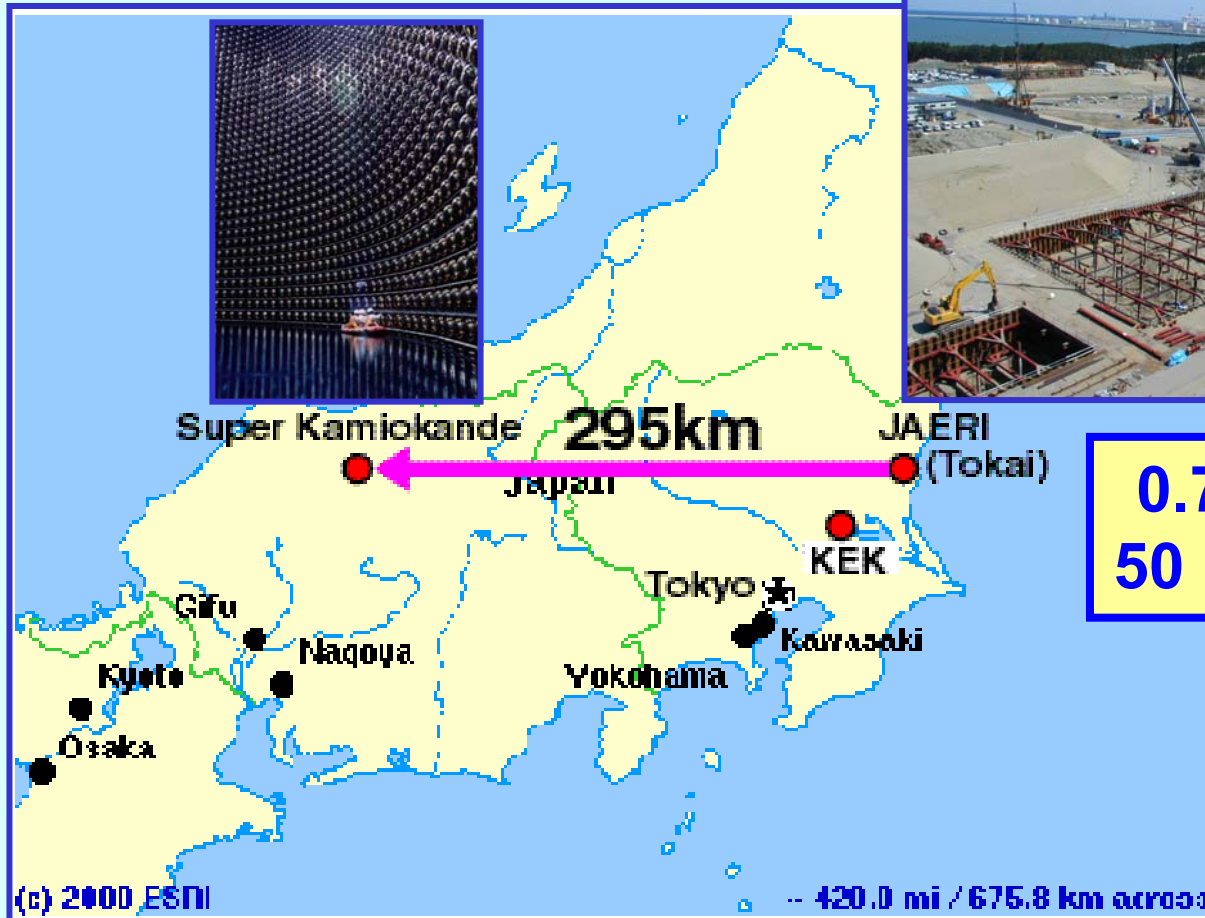 Super Kamiokande
295km
JAERI
(Tokai)
Japan
0.7
50
KEK
Tokyo
Kawasaki
Gifu
Nagoya
Yokohama
Kyoto
Osaka
(c) 2000 ESRI
-- 420.0 mi / 675.8 km across